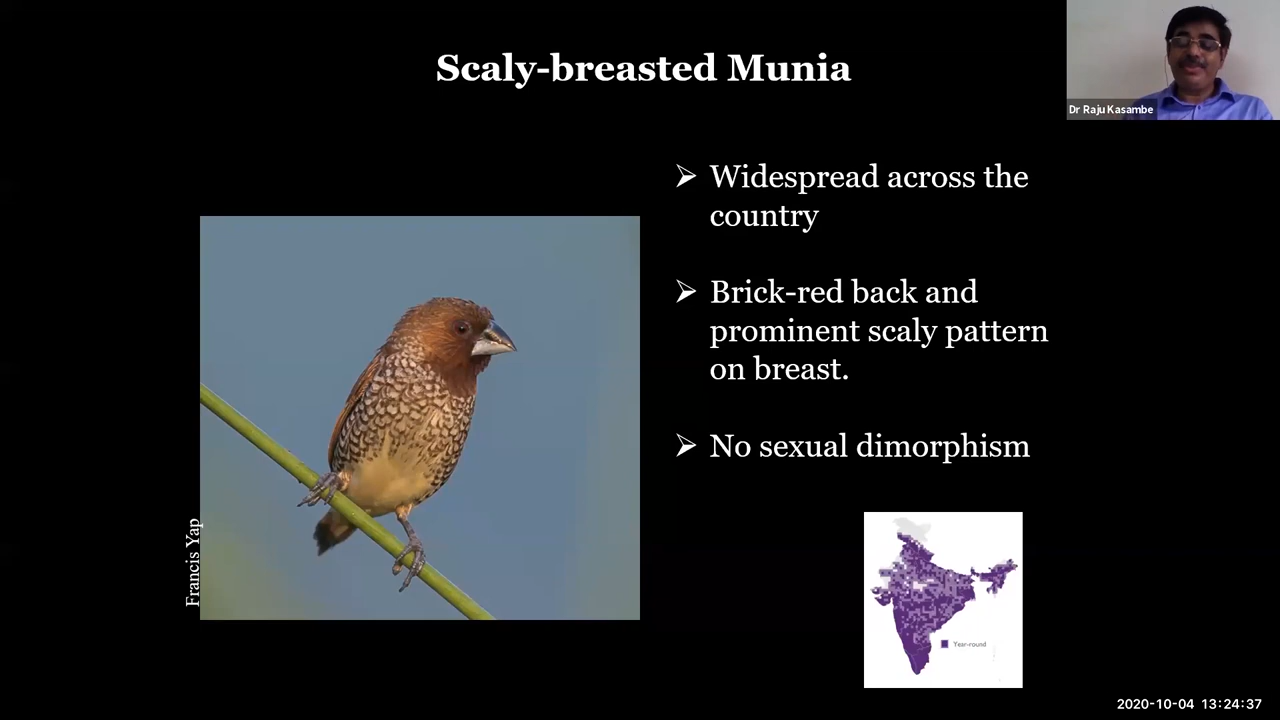 Scaly-breasted Munia
Dr Raju Kasambe
➢ Widespread across the
country
➢ Brick-red back and
prominent scaly pattern
on breast.
➢ No sexual dimorphism
Francis Yap
Year-round
2020-10-04 13:24:37